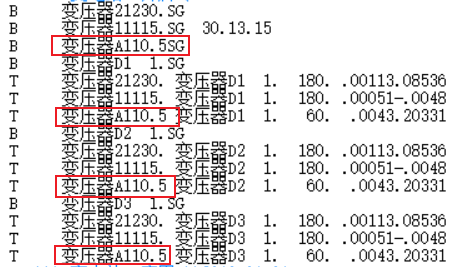 B 变压器21230.SG
B 变压器11115.SG 30.13.15
B 变压器A110.5SG
B 变压器D1 1.SG
T 变压器21230. 变压器D1 1. 180. .00113.08536
T 变压器11115. 变压器D1 1. 180. .00051-.0048
T 变压器A110.5 变压器D1 1. 60. .0043.20331
B 变压器D2 1.SG
T 变压器21230. 变压器D2 1. 180. .00113.08536
T 变压器11115. 变压器D2 1. 180. .00051-.0048
T 变压器A110.5 变压器D2 1. 60. .0043.20331
B 变压器D3 1.SG
T 变压器21230. 变压器D3 1. 180. .00113.08536
T 变压器11115. 变压器D3 1. 180. .00051-.0048
T 变压器A110.5 变压器D3 1. 60. .0043.20331